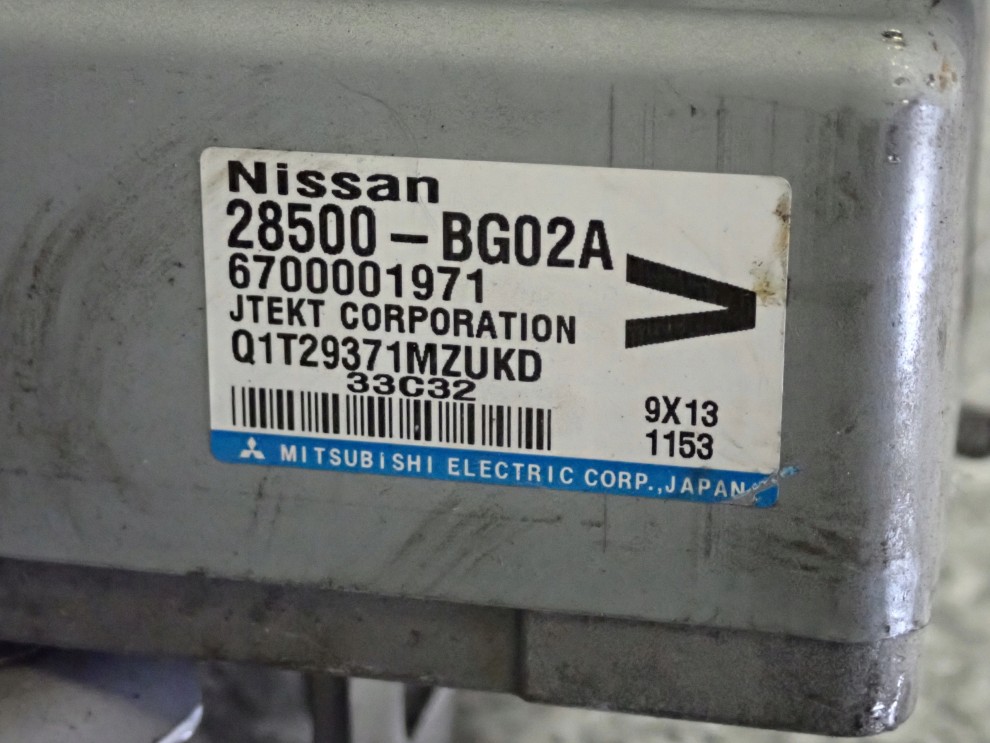 Nissan
28500-BG02A
6700001971
JTEKT CORPORATION
Q1T29371MZUKD
33C32
V
9X13
1153
MITSUBISHI ELECTRIC CORP.,JAPAN